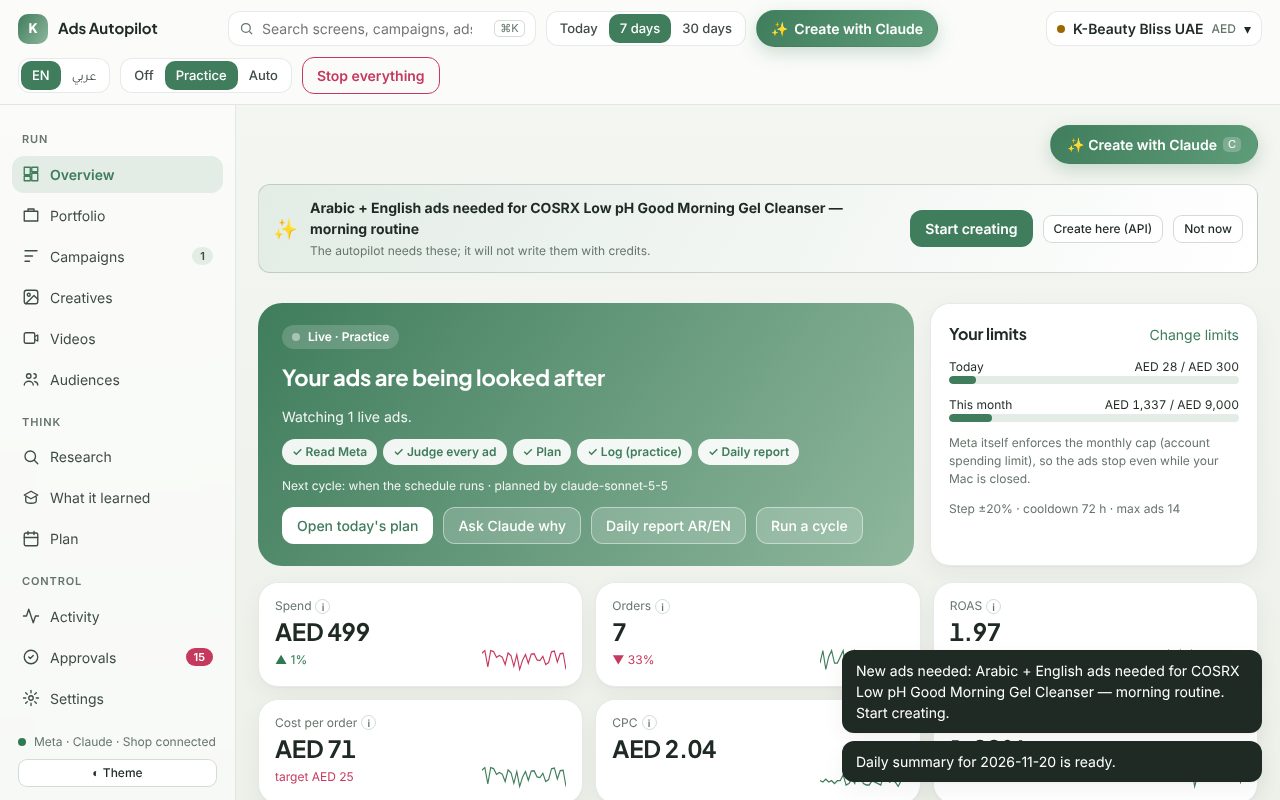 K
Ads Autopilot
Search screens, campaigns, ads
⌘K
Today 7 days 30 days
✨ Create with Claude
K-Beauty Bliss UAE AED ▾
EN عربي
Off Practice Auto
Stop everything
RUN
Overview
Portfolio
Campaigns 1
Creatives
Videos
Audiences
THINK
Research
What it learned
Plan
CONTROL
Activity
Approvals 15
Settings
Meta · Claude · Shop connected
Theme
✨ Create with Claude C
Arabic + English ads needed for COSRX Low pH Good Morning Gel Cleanser —
morning routine
The autopilot needs these; it will not write them with credits.
Start creating
Create here (API)
Not now
Live · Practice
Your ads are being looked after
Watching 1 live ads.
✓ Read Meta ✓ Judge every ad ✓ Plan ✓ Log (practice) ✓ Daily report
Next cycle: when the schedule runs · planned by claude-sonnet-5-5
Open today's plan Ask Claude why Daily report AR/EN Run a cycle
Your limits
Change limits
Today AED 28 / AED 300
This month AED 1,337 / AED 9,000
Meta itself enforces the monthly cap (account
spending limit), so the ads stop even while your
Mac is closed.
Step ±20% · cooldown 72 h · max ads 14
Spend i
AED 499
▲ 1%
Orders i
7
▼ 33%
ROAS i
1.97
Cost per order i
AED 71
target AED 25
CPC i
AED 2.04
New ads needed: Arabic + English ads needed for COSRX
Low pH Good Morning Gel Cleanser — morning routine.
Start creating.
Daily summary for 2026-11-20 is ready.